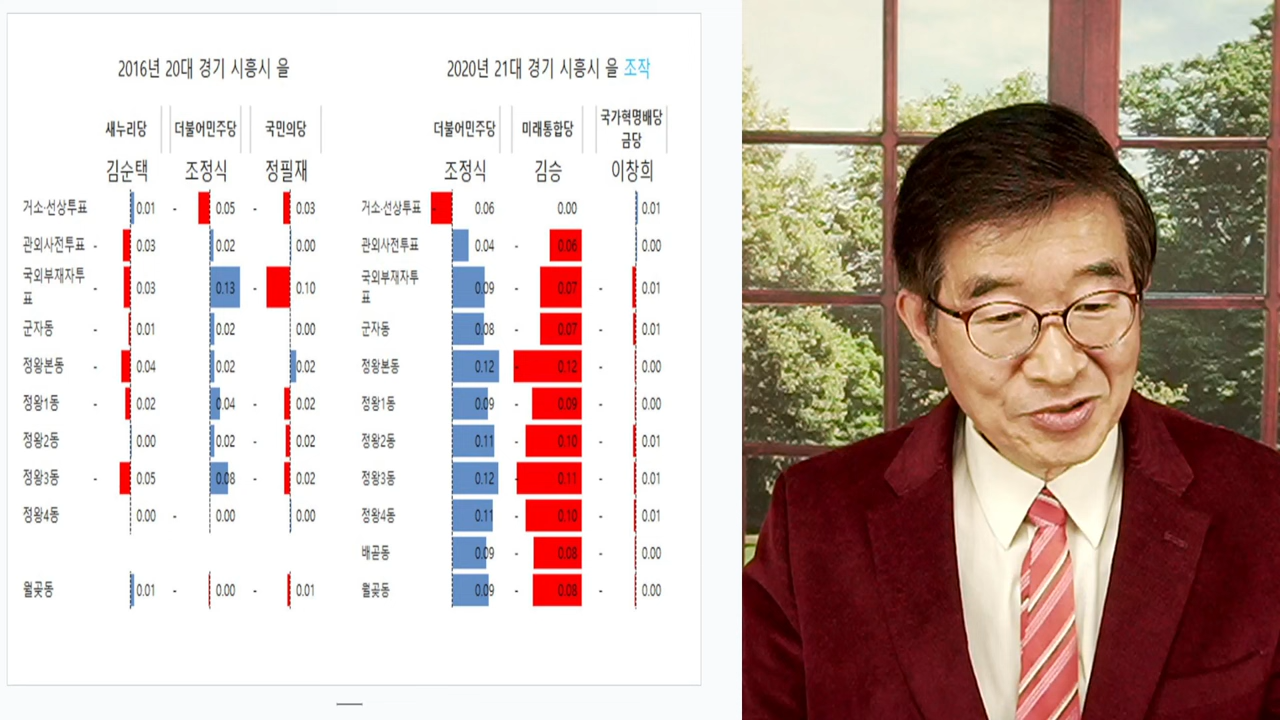 2016년 20대 경기 시흥시 을
새누리당 더불어민주당 국민의당
김순택 조정식 정필재
거소·선상투표 0.01 - 0.05 - 0.03
관외사전투표 - 0.03 0.02 0.00
국외부재자투
표 - 0.03 0.13 - 0.10
군자동 - 0.01 0.02 0.00
정왕본동 - 0.04 0.02 0.02
정왕1동 - 0.02 0.04 - 0.02
정왕2동 0.00 0.02 - 0.02
정왕3동 - 0.05 0.08 - 0.02
정왕4동 0.00 - 0.00 0.00
월곶동 0.01 - 0.00 - 0.01
2020년 21대 경기 시흥시 을 조작
더불어민주당 미래통합당 국가혁명배당
금당
조정식 김승 이창희
거소·선상투표 - 0.06 0.00 0.01
관외사전투표 0.04 - 0.06 0.00
국외부재자투
표 0.09 - 0.07 - 0.01
군자동 0.08 - 0.07 - 0.01
정왕본동 0.12 - 0.12 - 0.00
정왕1동 0.09 - 0.09 - 0.00
정왕2동 0.11 - 0.10 - 0.01
정왕3동 0.12 - 0.11 - 0.01
정왕4동 0.11 - 0.10 - 0.01
배곧동 0.09 - 0.08 - 0.00
월곶동 0.09 - 0.08 - 0.00